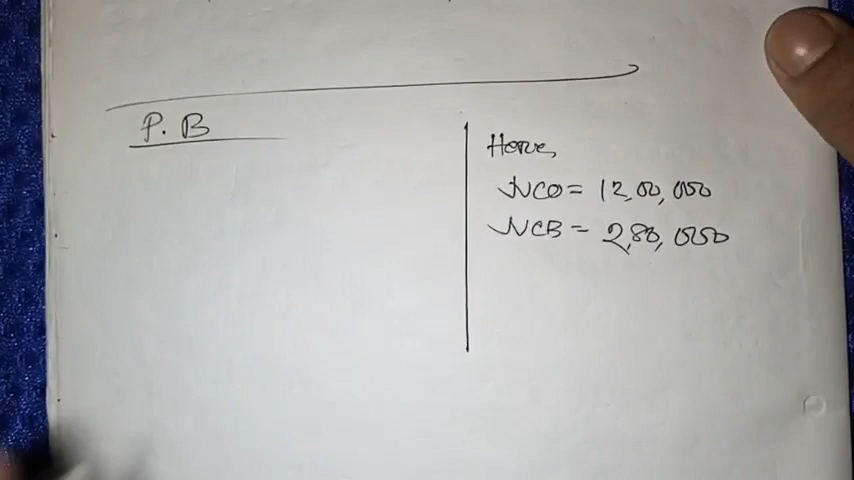 P. B
Here,
NCO = 12,00,000
NCB = 2,80,000